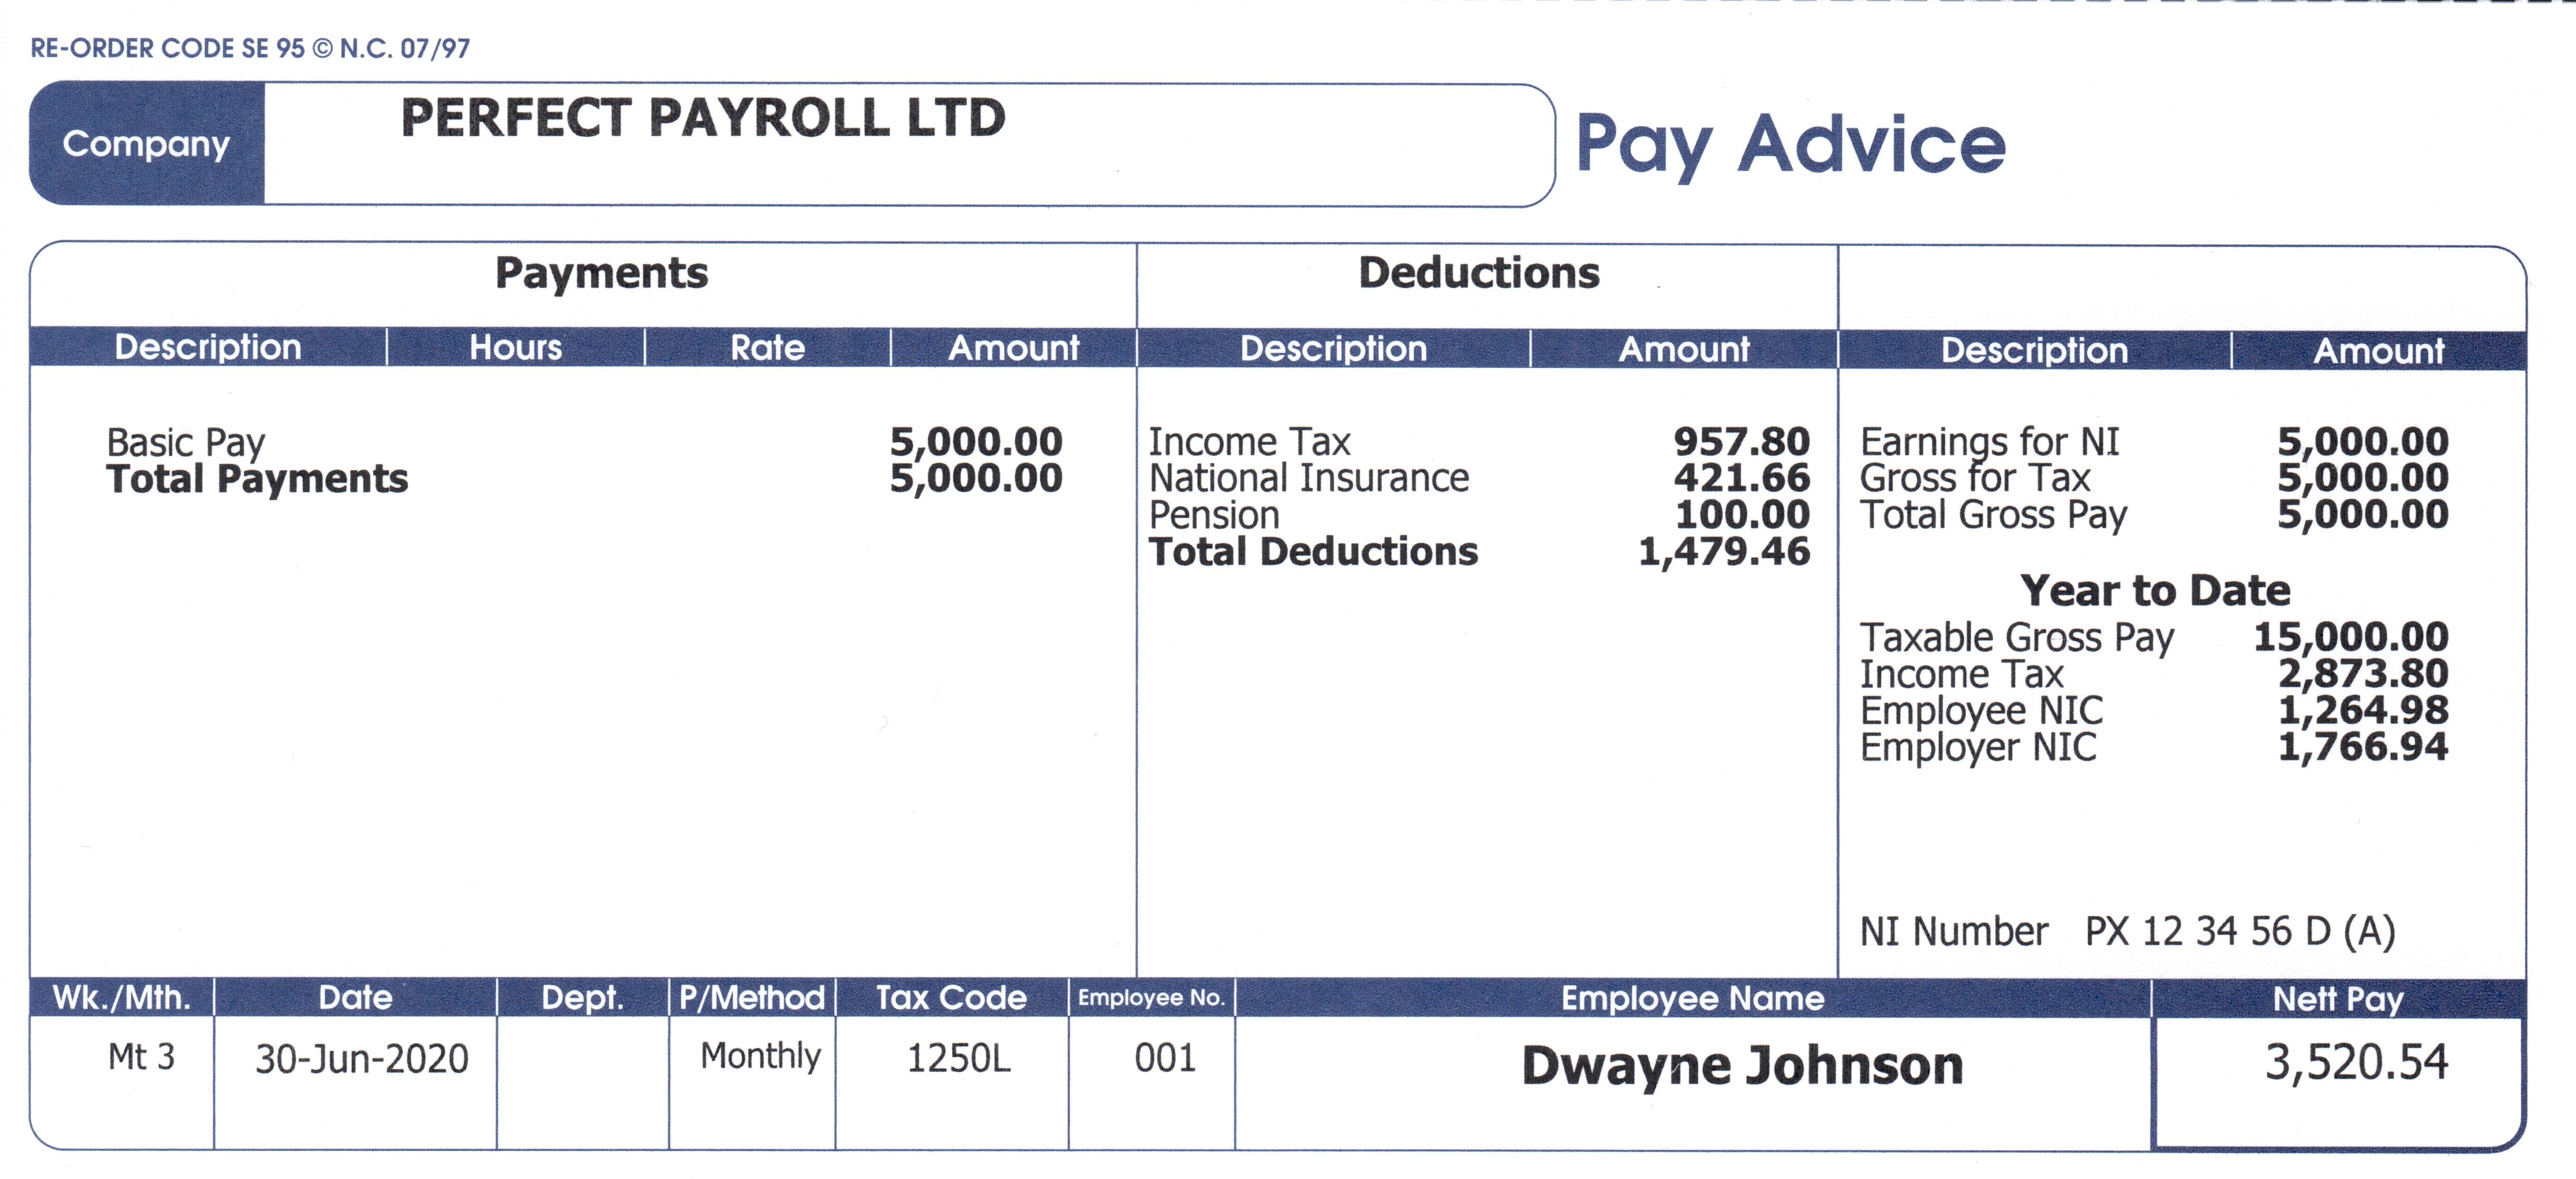 RE-ORDER CODE SE 95 © N.C. 07/97
Company
PERFECT PAYROLL LTD
Pay Advice
Payments Deductions
Description Hours Rate Amount Description Amount Description Amount
Basic Pay 5,000.00 Income Tax 957.80 Earnings for NI 5,000.00
Total Payments 5,000.00 National Insurance 421.66 Gross for Tax 5,000.00
Pension 100.00 Total Gross Pay 5,000.00
Total Deductions 1,479.46
Year to Date
Taxable Gross Pay 15,000.00
Income Tax 2,873.80
Employee NIC 1,264.98
Employer NIC 1,766.94
NI Number PX 12 34 56 D (A)
Wk./Mth. Date Dept. P/Method Tax Code Employee No. Employee Name Nett Pay
Mt 3 30-Jun-2020 Monthly 1250L 001 Dwayne Johnson 3,520.54